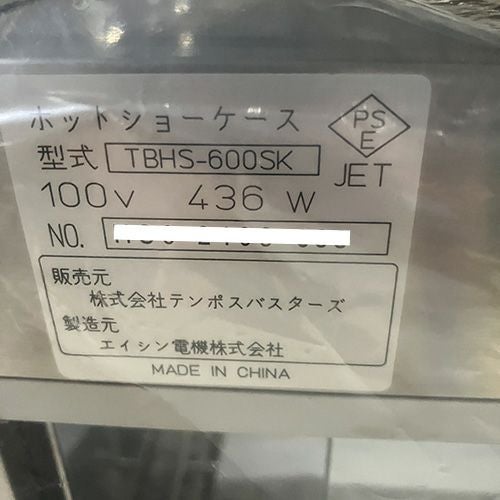 ホットショーケース
PS
E
型式 TBHS-600SK
JET
100V 436 W
NO.
販売元
株式会社テンポスバスターズ
製造元
エイシン電機株式会社
MADE IN CHINA